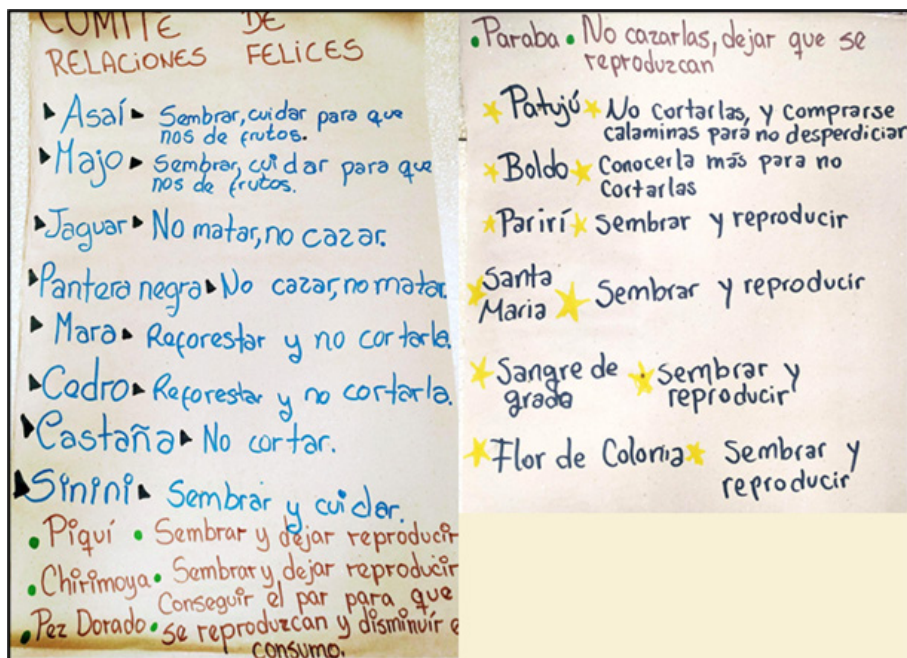 COMITE DE
RELACIONES FELICES
Asaí Sembrar, cuidar para que
nos de frutos.
Majo Sembrar, cuidar para que
nos de frutos.
Jaguar No matar, no cazar.
Pantera negra No cazar, no matar.
Mara Reforestar y no cortarla.
Cedro Reforestar y no cortarla.
Castaña No cortar.
Sinini Sembrar y cuidar.
Piquí Sembrar y dejar reproducir
Chirimoya Sembrar y dejar reproducir
Conseguir el par para que
Pez Dorado se reproduzcan y disminuír e
consumo.
Paraba No cazarlas, dejar que se
reproduzcan
Patujú No cortarlas, y comprarse
calaminas para no desperdiciar
Boldo Conocerla más para no
cortarlas
Parirí Sembrar y reproducir
Santa
Maria Sembrar y reproducir
Sangre de Sembrar y
grado reproducir
Flor de Colonia Sembrar y
reproducir